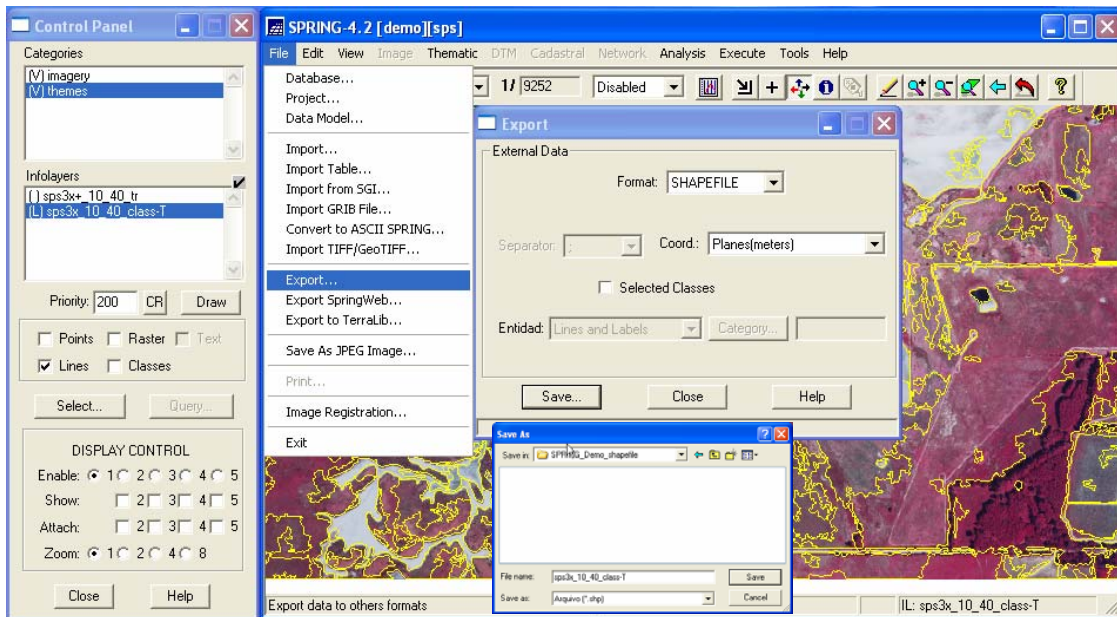 Control Panel
Categories
(V) imagery
(V) themes
Infolayers
( ) sps3x+_10_40_tr
(L) sps3x_10_40_class-T
Priority: 200 CR Draw
Points Raster Text
Lines Classes
Select... Query...
DISPLAY CONTROL
Enable: 1 2 3 4 5
Show: 2 3 4 5
Attach: 2 3 4 5
Zoom: 1 2 4 8
Close Help
SPRING-4.2 [demo][sps]
File Edit View Image Thematic DTM Cadastral Network Analysis Execute Tools Help
1/ 9252 Disabled
Database...
Project...
Data Model...
Import...
Import Table...
Import from SGI...
Import GRIB File...
Convert to ASCII SPRING...
Import TIFF/GeoTIFF...
Export...
Export SpringWeb...
Export to TerraLib...
Save As JPEG Image...
Print...
Image Registration...
Exit
Export
External Data
Format: SHAPEFILE
Separator: ; Coord.: Planes(meters)
Selected Classes
Entidad: Lines and Labels Category...
Save... Close Help
Save As
Save in: SPRING_Demo_shapefile
File name: sps3x_10_40_class-T Save
Save as: Arquivo (*.shp) Cancel
Export data to others formats
IL: sps3x_10_40_class-T